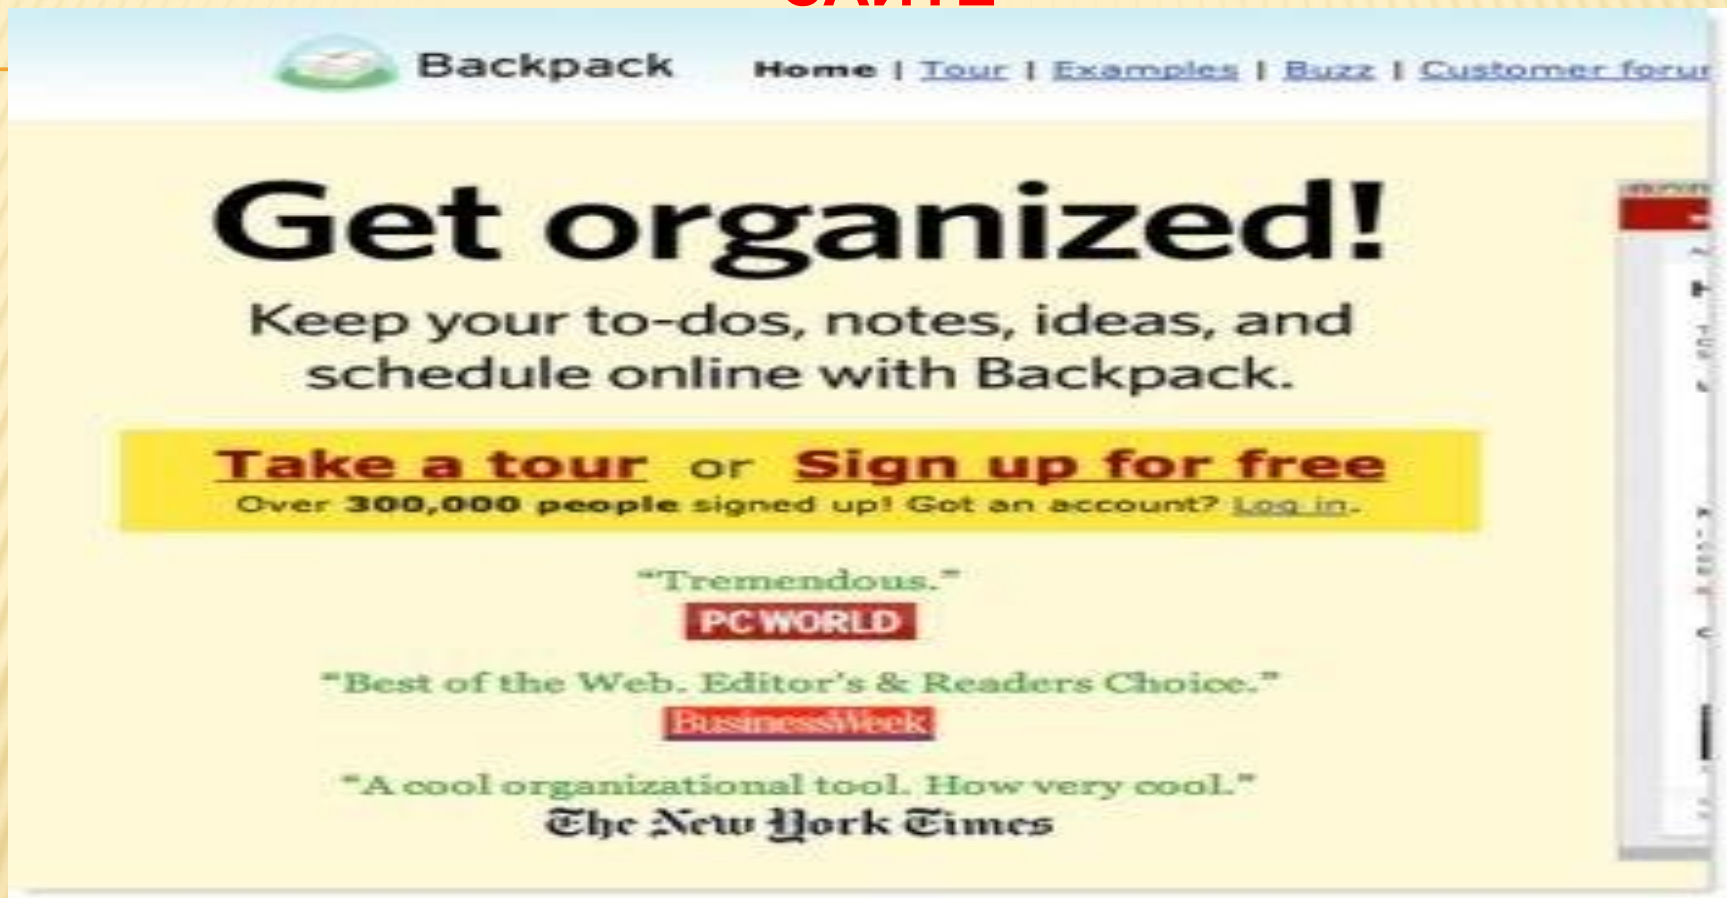 САЙТЕ
Backpack Home | Tour | Examples | Buzz | Customer forum
Get organized!
Keep your to-dos, notes, ideas, and
schedule online with Backpack.
Take a tour or Sign up for free
Over 300,000 people signed up! Got an account? Log in.
“Tremendous.”
PC WORLD
“Best of the Web. Editor's & Readers Choice.”
BusinessWeek
“A cool organizational tool. How very cool.”
The New York Times